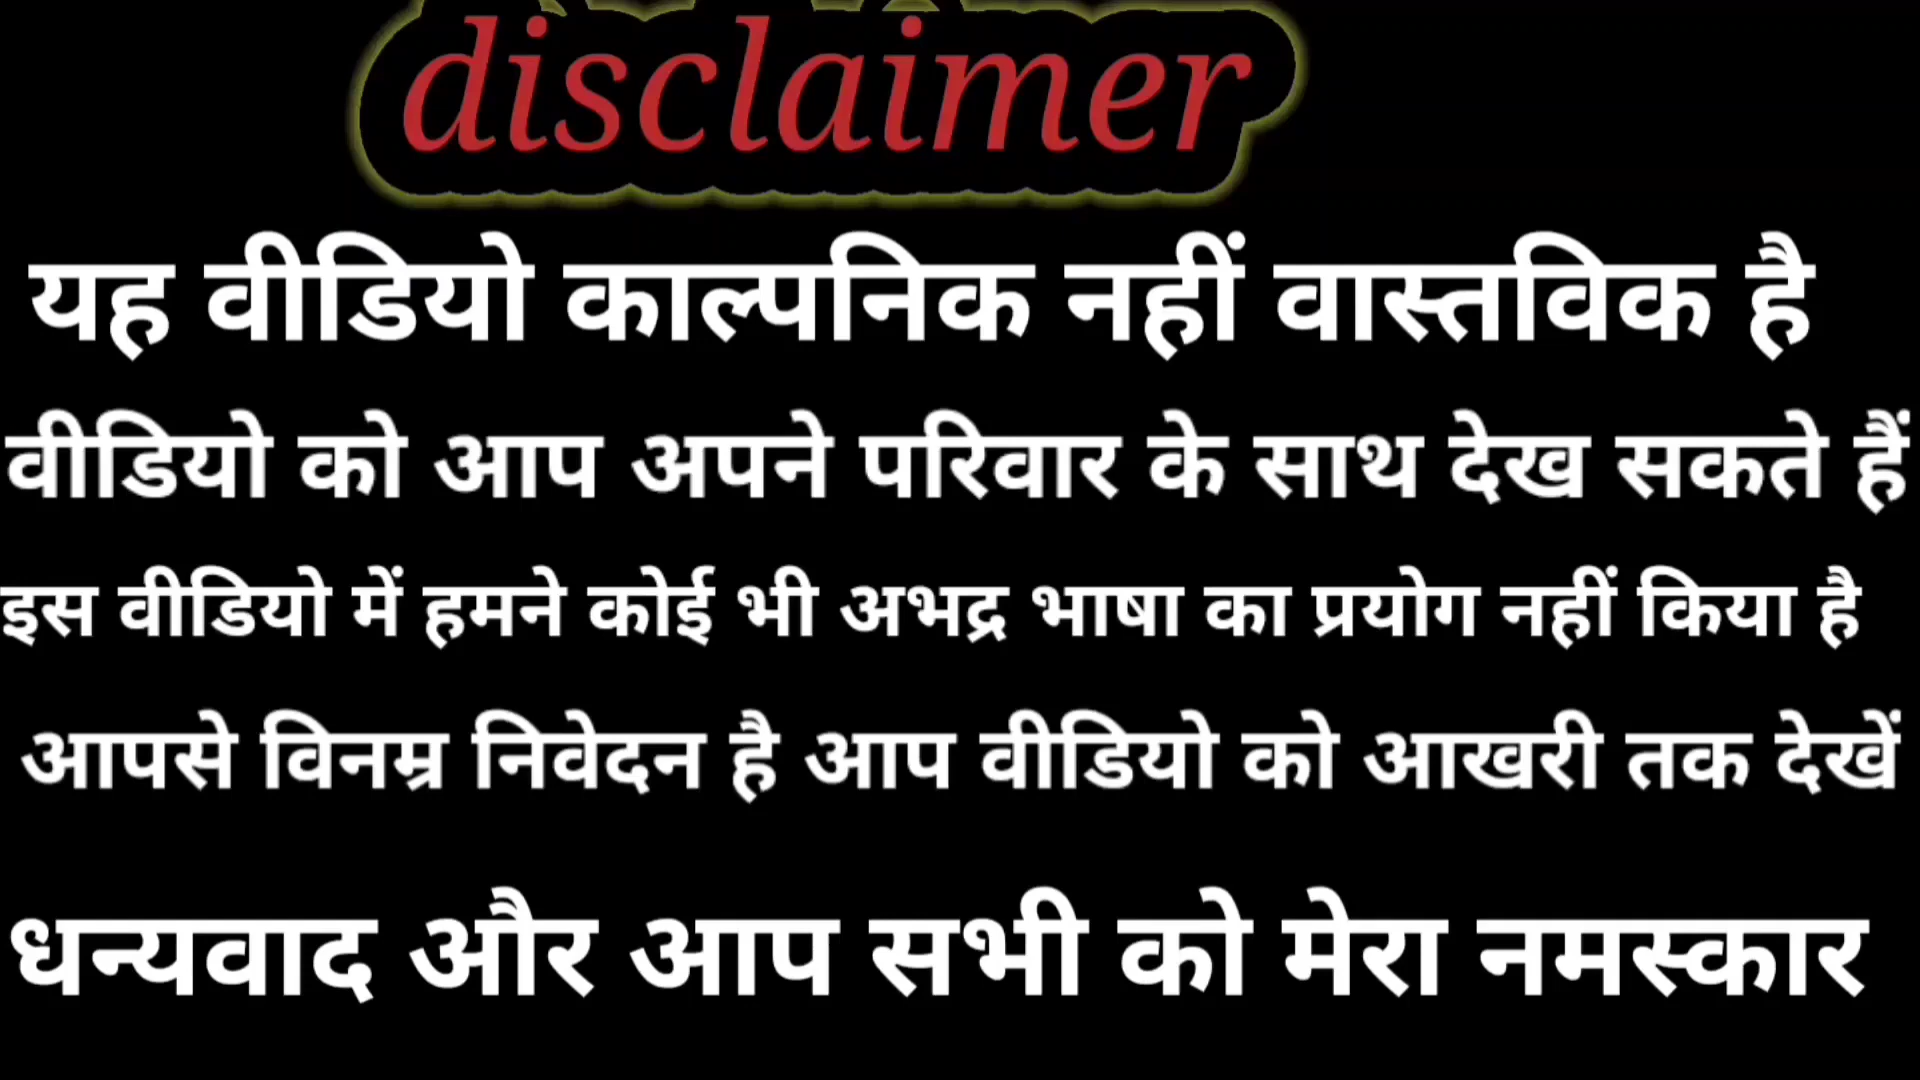 disclaimer
यह वीडियो काल्पनिक नहीं वास्तविक है
वीडियो को आप अपने परिवार के साथ देख सकते हैं
इस वीडियो में हमने कोई भी अभद्र भाषा का प्रयोग नहीं किया है
आपसे विनम्र निवेदन है आप वीडियो को आखरी तक देखें
धन्यवाद और आप सभी को मेरा नमस्कार